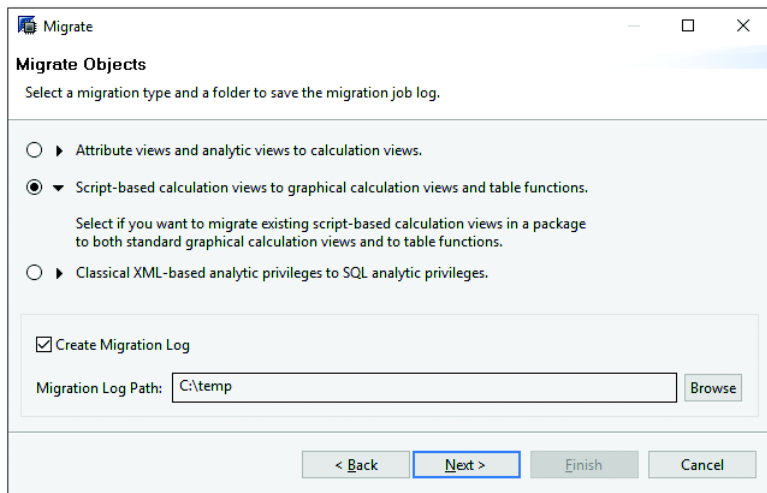 Migrate
Migrate Objects
Select a migration type and a folder to save the migration job log.
Attribute views and analytic views to calculation views.
Script-based calculation views to graphical calculation views and table functions.
Select if you want to migrate existing script-based calculation views in a package
to both standard graphical calculation views and to table functions.
Classical XML-based analytic privileges to SQL analytic privileges.
Create Migration Log
Migration Log Path: C:\temp Browse
< Back Next > Finish Cancel